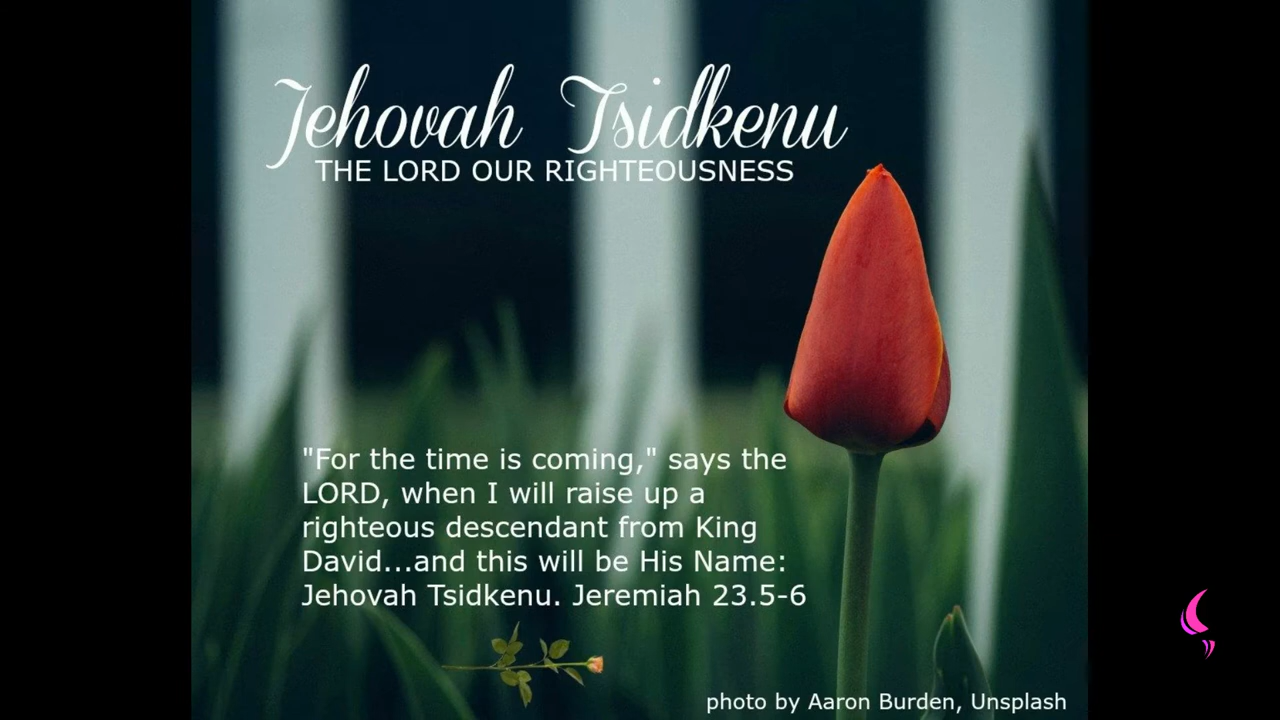 Jehovah Tsidkenu
THE LORD OUR RIGHTEOUSNESS
"For the time is coming," says the
LORD, when I will raise up a
righteous descendant from King
David...and this will be His Name:
Jehovah Tsidkenu. Jeremiah 23.5-6
photo by Aaron Burden, Unsplash